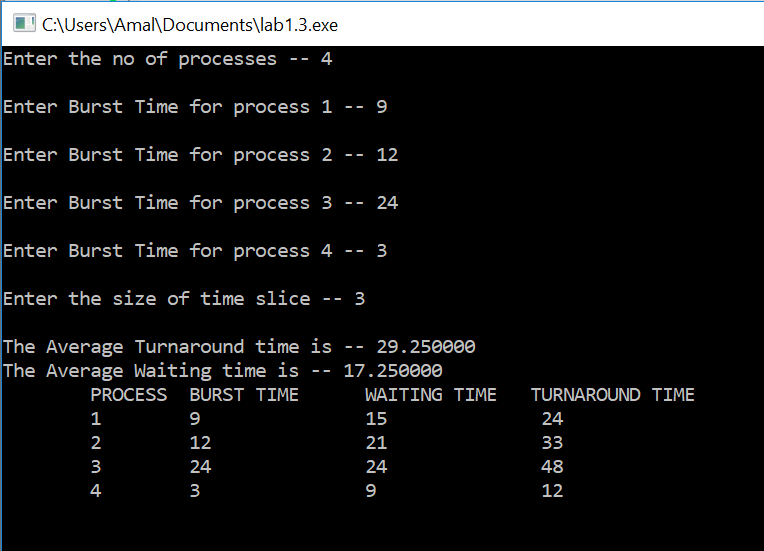 C:\Users\Amal\Documents\lab1.3.exe
Enter the no of processes -- 4
Enter Burst Time for process 1 -- 9
Enter Burst Time for process 2 -- 12
Enter Burst Time for process 3 -- 24
Enter Burst Time for process 4 -- 3
Enter the size of time slice -- 3
The Average Turnaround time is -- 29.250000
The Average Waiting time is -- 17.250000
PROCESS BURST TIME WAITING TIME TURNAROUND TIME
1 9 15 24
2 12 21 33
3 24 24 48
4 3 9 12